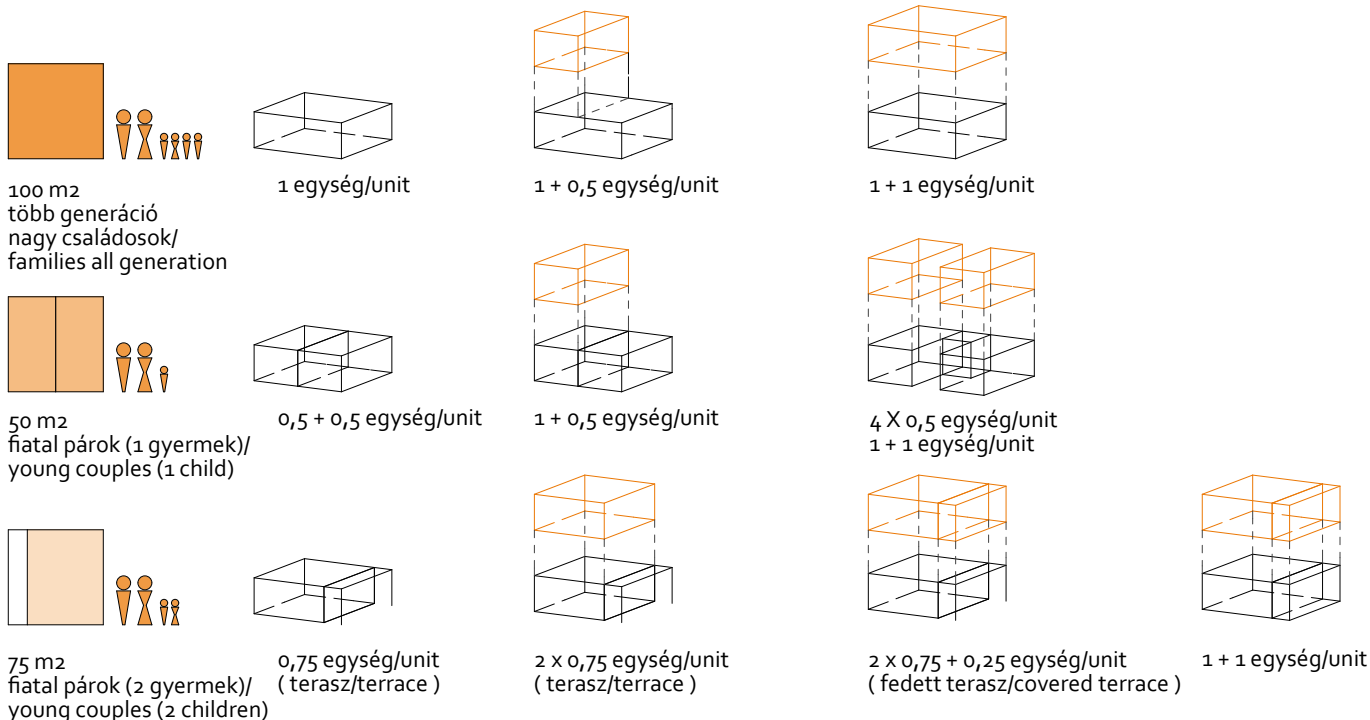 100 m2
több generáció
nagy családosok/
families all generation
1 egység/unit
1 + 0,5 egység/unit
1 + 1 egység/unit
50 m2
fiatal párok (1 gyermek)/
young couples (1 child)
0,5 + 0,5 egység/unit
1 + 0,5 egység/unit
4 X 0,5 egység/unit
1 + 1 egység/unit
75 m2
fiatal párok (2 gyermek)/
young couples (2 children)
0,75 egység/unit
( terasz/terrace )
2 x 0,75 egység/unit
( terasz/terrace )
2 x 0,75 + 0,25 egység/unit
( fedett terasz/covered terrace )
1 + 1 egység/unit